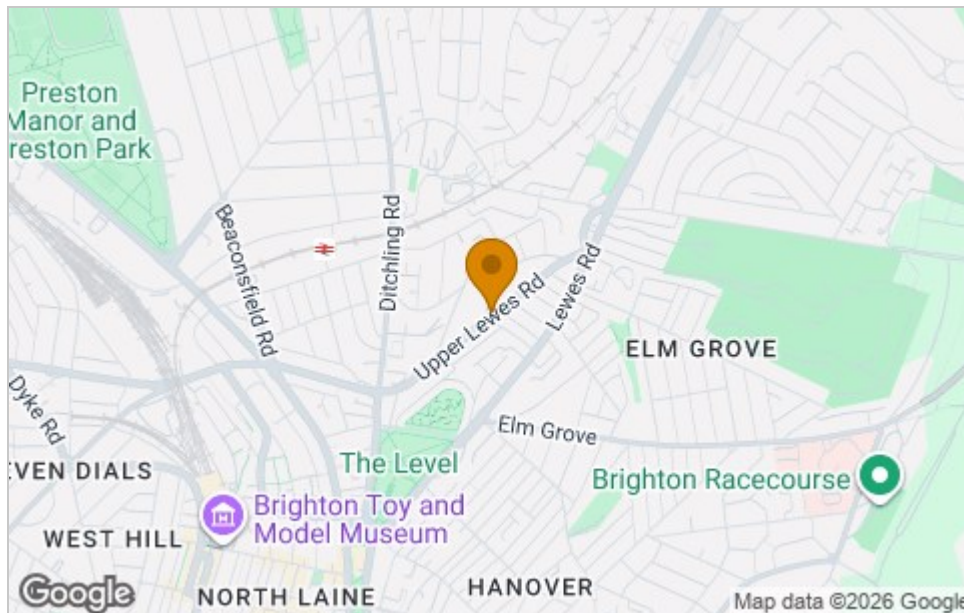 Preston
Manor and
reston Park
Beaconsfield Rd
Ditchling Rd
Upper Lewes Rd
Lewes Rd
ELM GROVE
Dyke Rd
Elm Grove
EVEN DIALS
The Level
Brighton Racecourse
Brighton Toy and
Model Museum
WEST HILL
HANOVER
NORTH LAINE
Google
Map data ©2026 Google